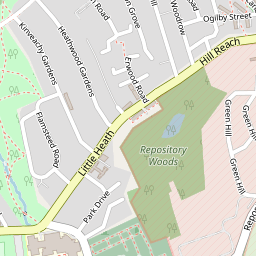 Ogilby Street
Road
Grove
Woodrow
Kinveachy Gardens
Heathwood Gardens
Erwood Road
Hill Reach
Green Hill
Green Hill
Flamsteed Road
Little Heath
Repository
Woods
Park Drive